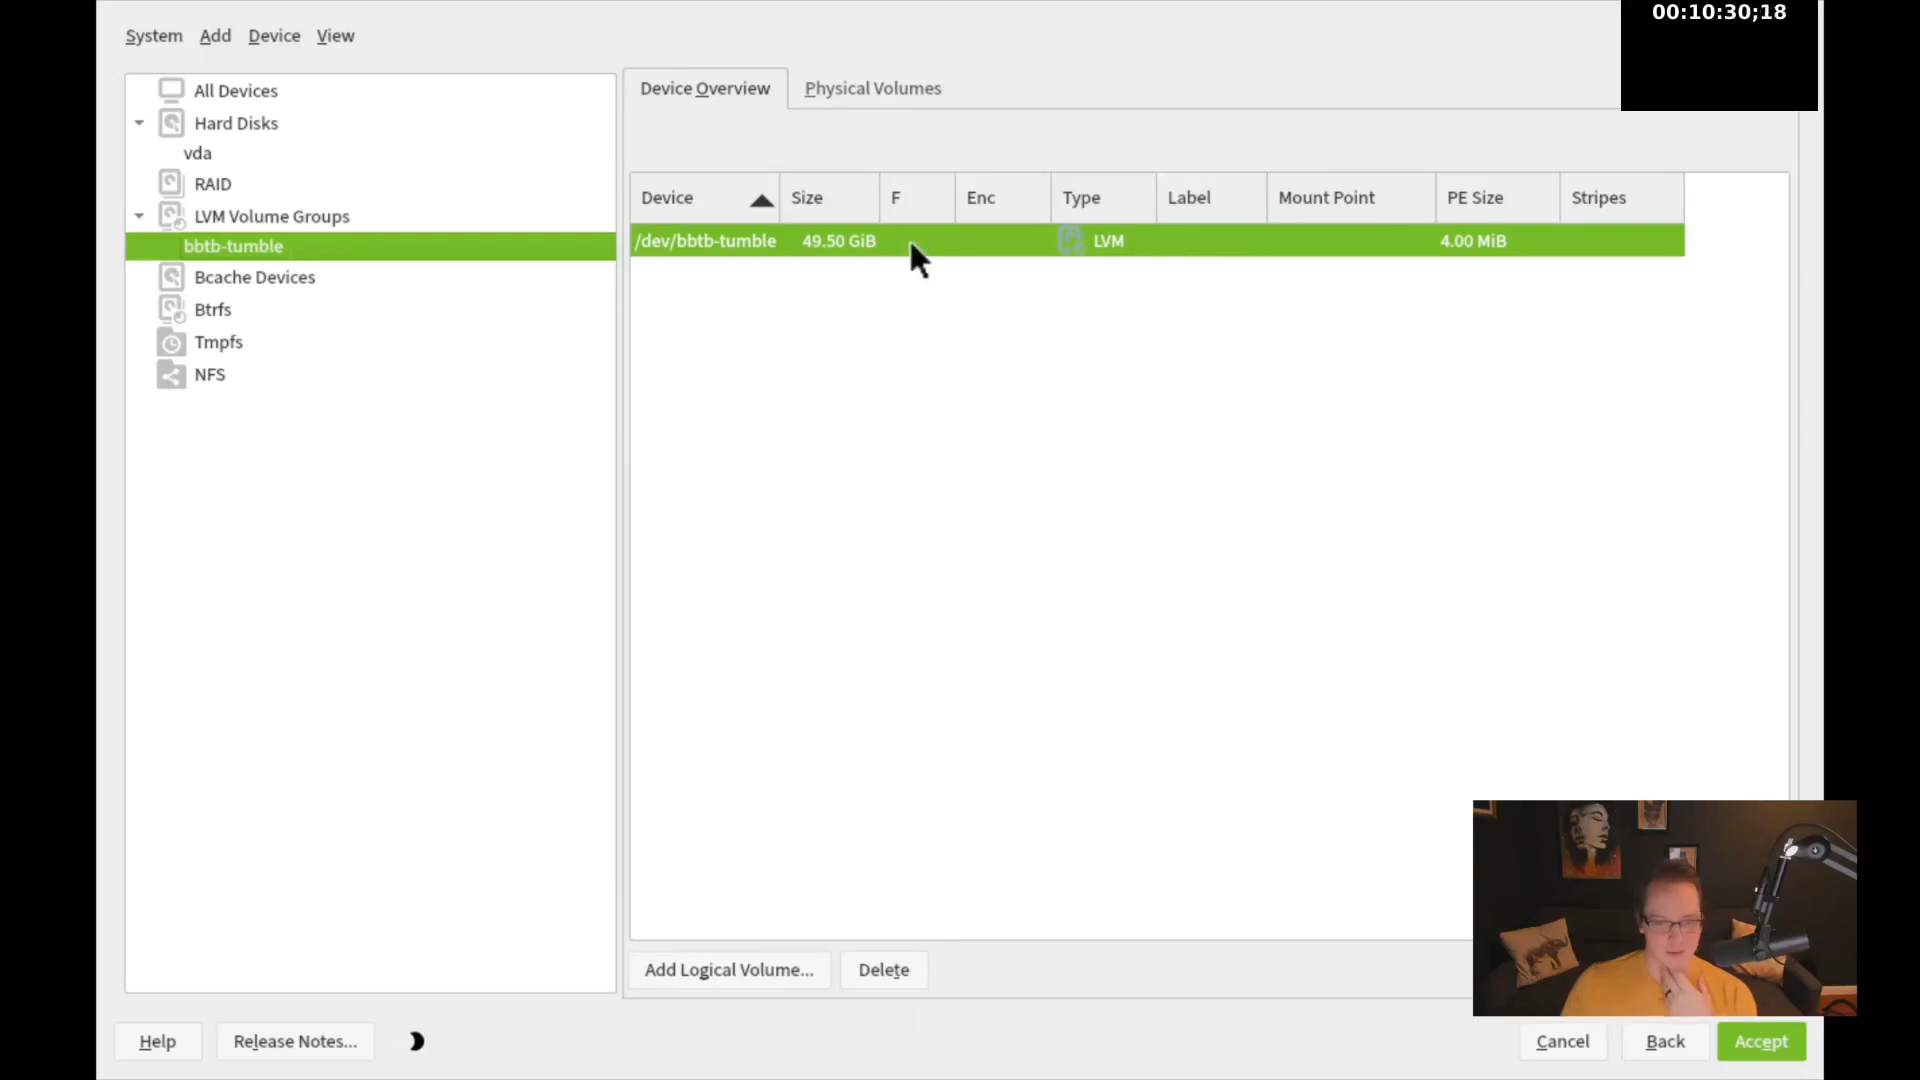 00:10:30;18
System Add Device View
All Devices
Hard Disks
vda
RAID
LVM Volume Groups
bbtb-tumble
Bcache Devices
Btrfs
Tmpfs
NFS
Device Overview Physical Volumes
Device Size F Enc Type Label Mount Point PE Size Stripes
/dev/bbtb-tumble 49.50 GiB LVM 4.00 MiB
Add Logical Volume... Delete
Help Release Notes... Cancel Back Accept